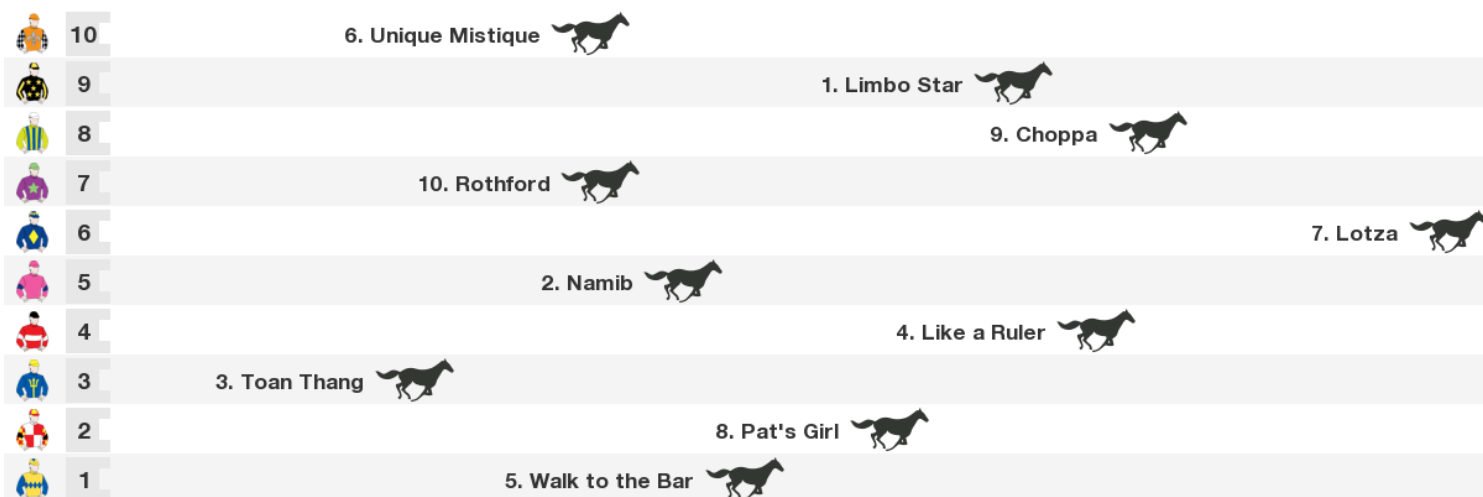 10 6. Unique Mistique
9 1. Limbo Star
8 9. Choppa
7 10. Rothford
6 7. Lotza
5 2. Namib
4 4. Like a Ruler
3 3. Toan Thang
2 8. Pat's Girl
1 5. Walk to the Bar